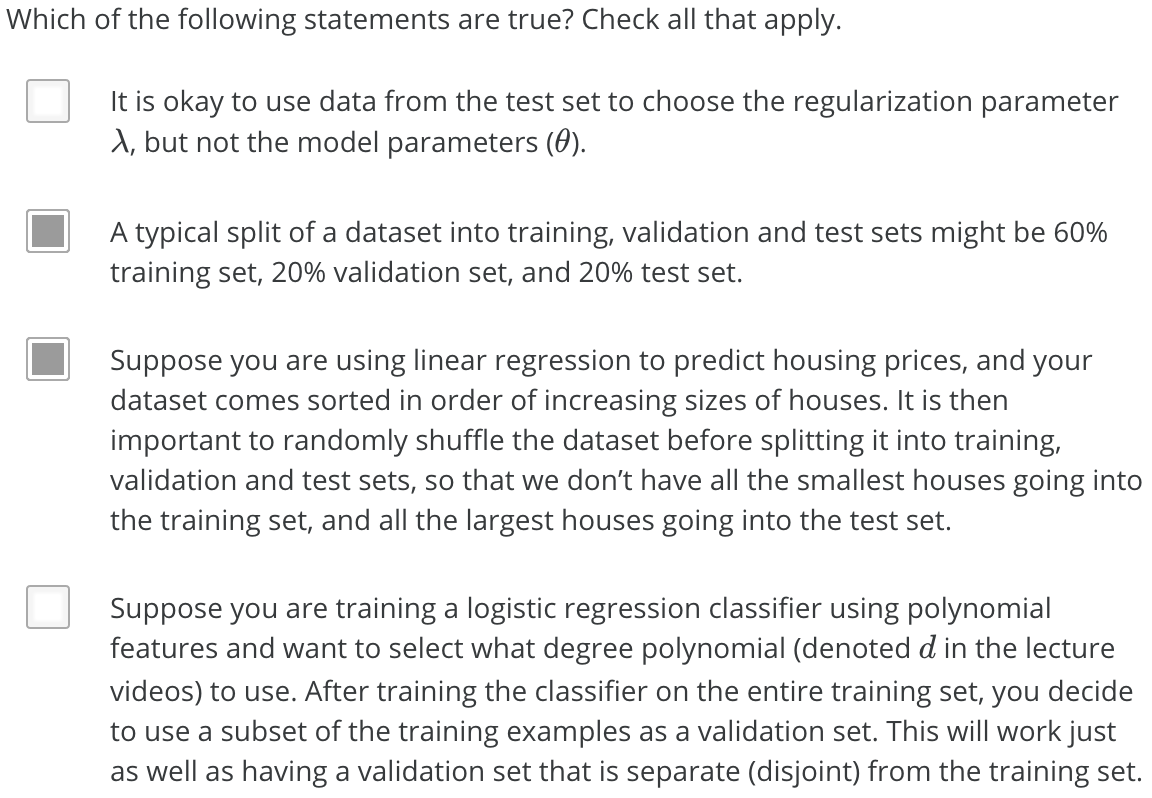 Which of the following statements are true? Check all that apply.
It is okay to use data from the test set to choose the regularization parameter
λ, but not the model parameters (θ).
A typical split of a dataset into training, validation and test sets might be 60%
training set, 20% validation set, and 20% test set.
Suppose you are using linear regression to predict housing prices, and your
dataset comes sorted in order of increasing sizes of houses. It is then
important to randomly shuffle the dataset before splitting it into training,
validation and test sets, so that we don’t have all the smallest houses going into
the training set, and all the largest houses going into the test set.
Suppose you are training a logistic regression classifier using polynomial
features and want to select what degree polynomial (denoted d in the lecture
videos) to use. After training the classifier on the entire training set, you decide
to use a subset of the training examples as a validation set. This will work just
as well as having a validation set that is separate (disjoint) from the training set.